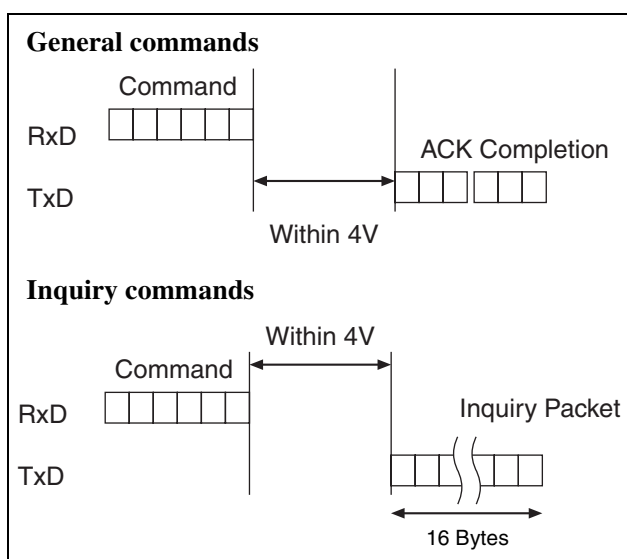 General commands
Command
RxD
ACK Completion
TxD
Within 4V
Inquiry commands
Within 4V
Command
RxD
Inquiry Packet
TxD
16 Bytes